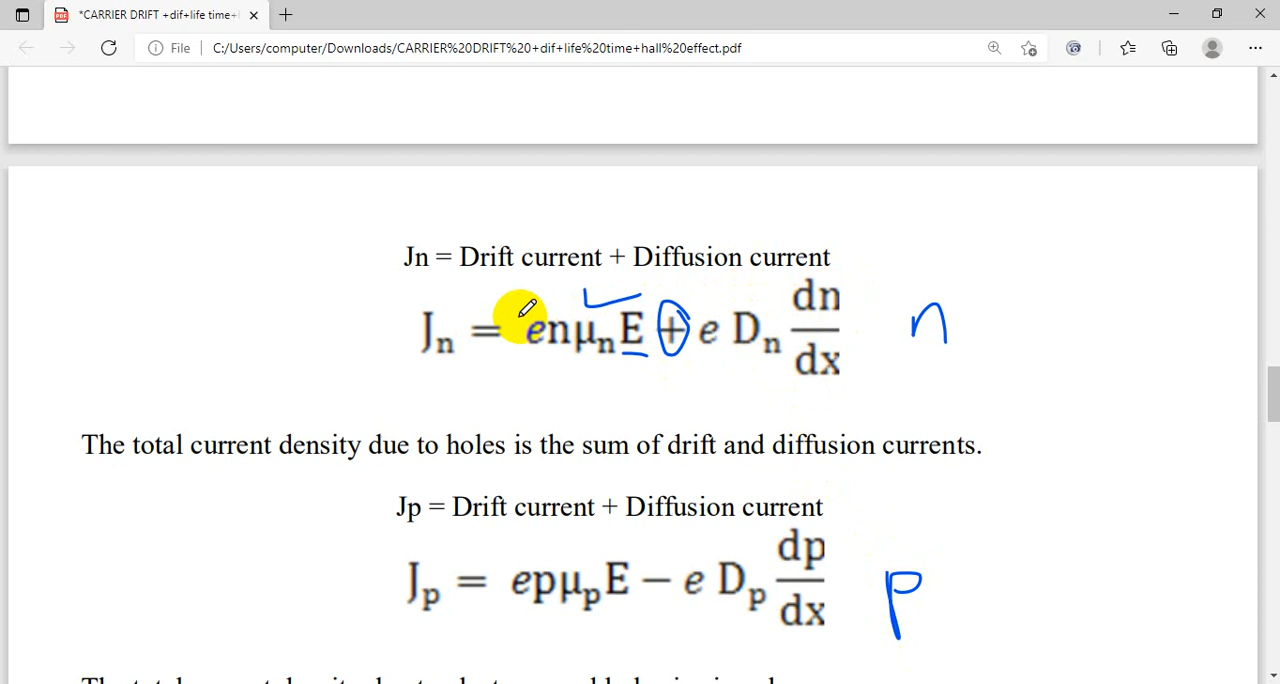 *CARRIER DRIFT +dif+life time+
File C:/Users/computer/Downloads/CARRIER%20DRIFT%20+dif+life%20time+hall%20effect.pdf
Jn = Drift current + Diffusion current
Jn = enμnE + e Dn dn/dx n
The total current density due to holes is the sum of drift and diffusion currents.
Jp = Drift current + Diffusion current
Jp = epμpE − e Dp dp/dx p